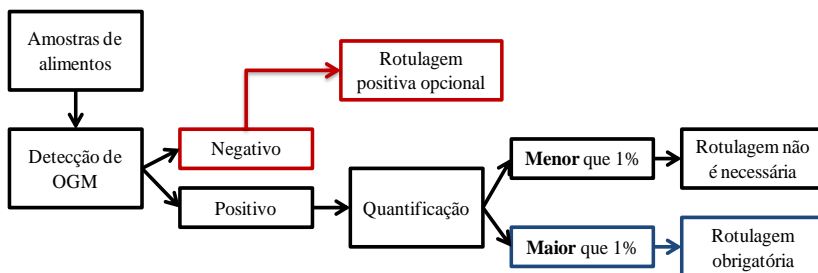 Amostras de
alimentos
Rotulagem
positiva opcional
Detecção de
OGM
Negativo
Positivo
Quantificação
Menor que 1%
Rotulagem não
é necessária
Maior que 1%
Rotulagem
obrigatória